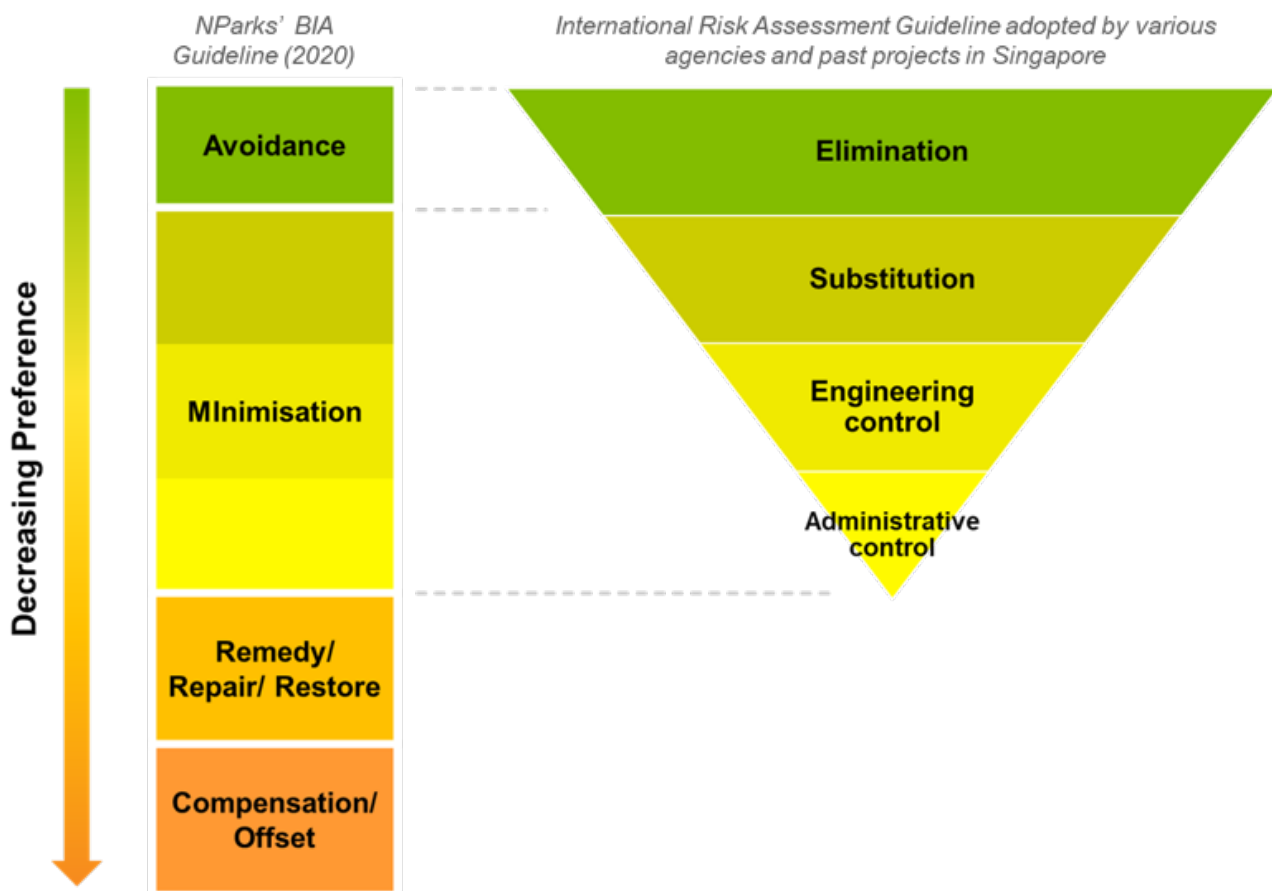 NParks' BIA
Guideline (2020)
International Risk Assessment Guideline adopted by various
agencies and past projects in Singapore
Decreasing Preference
Avoidance
MInimisation
Remedy/
Repair/ Restore
Compensation/
Offset
Elimination
Substitution
Engineering
control
Administrative
control